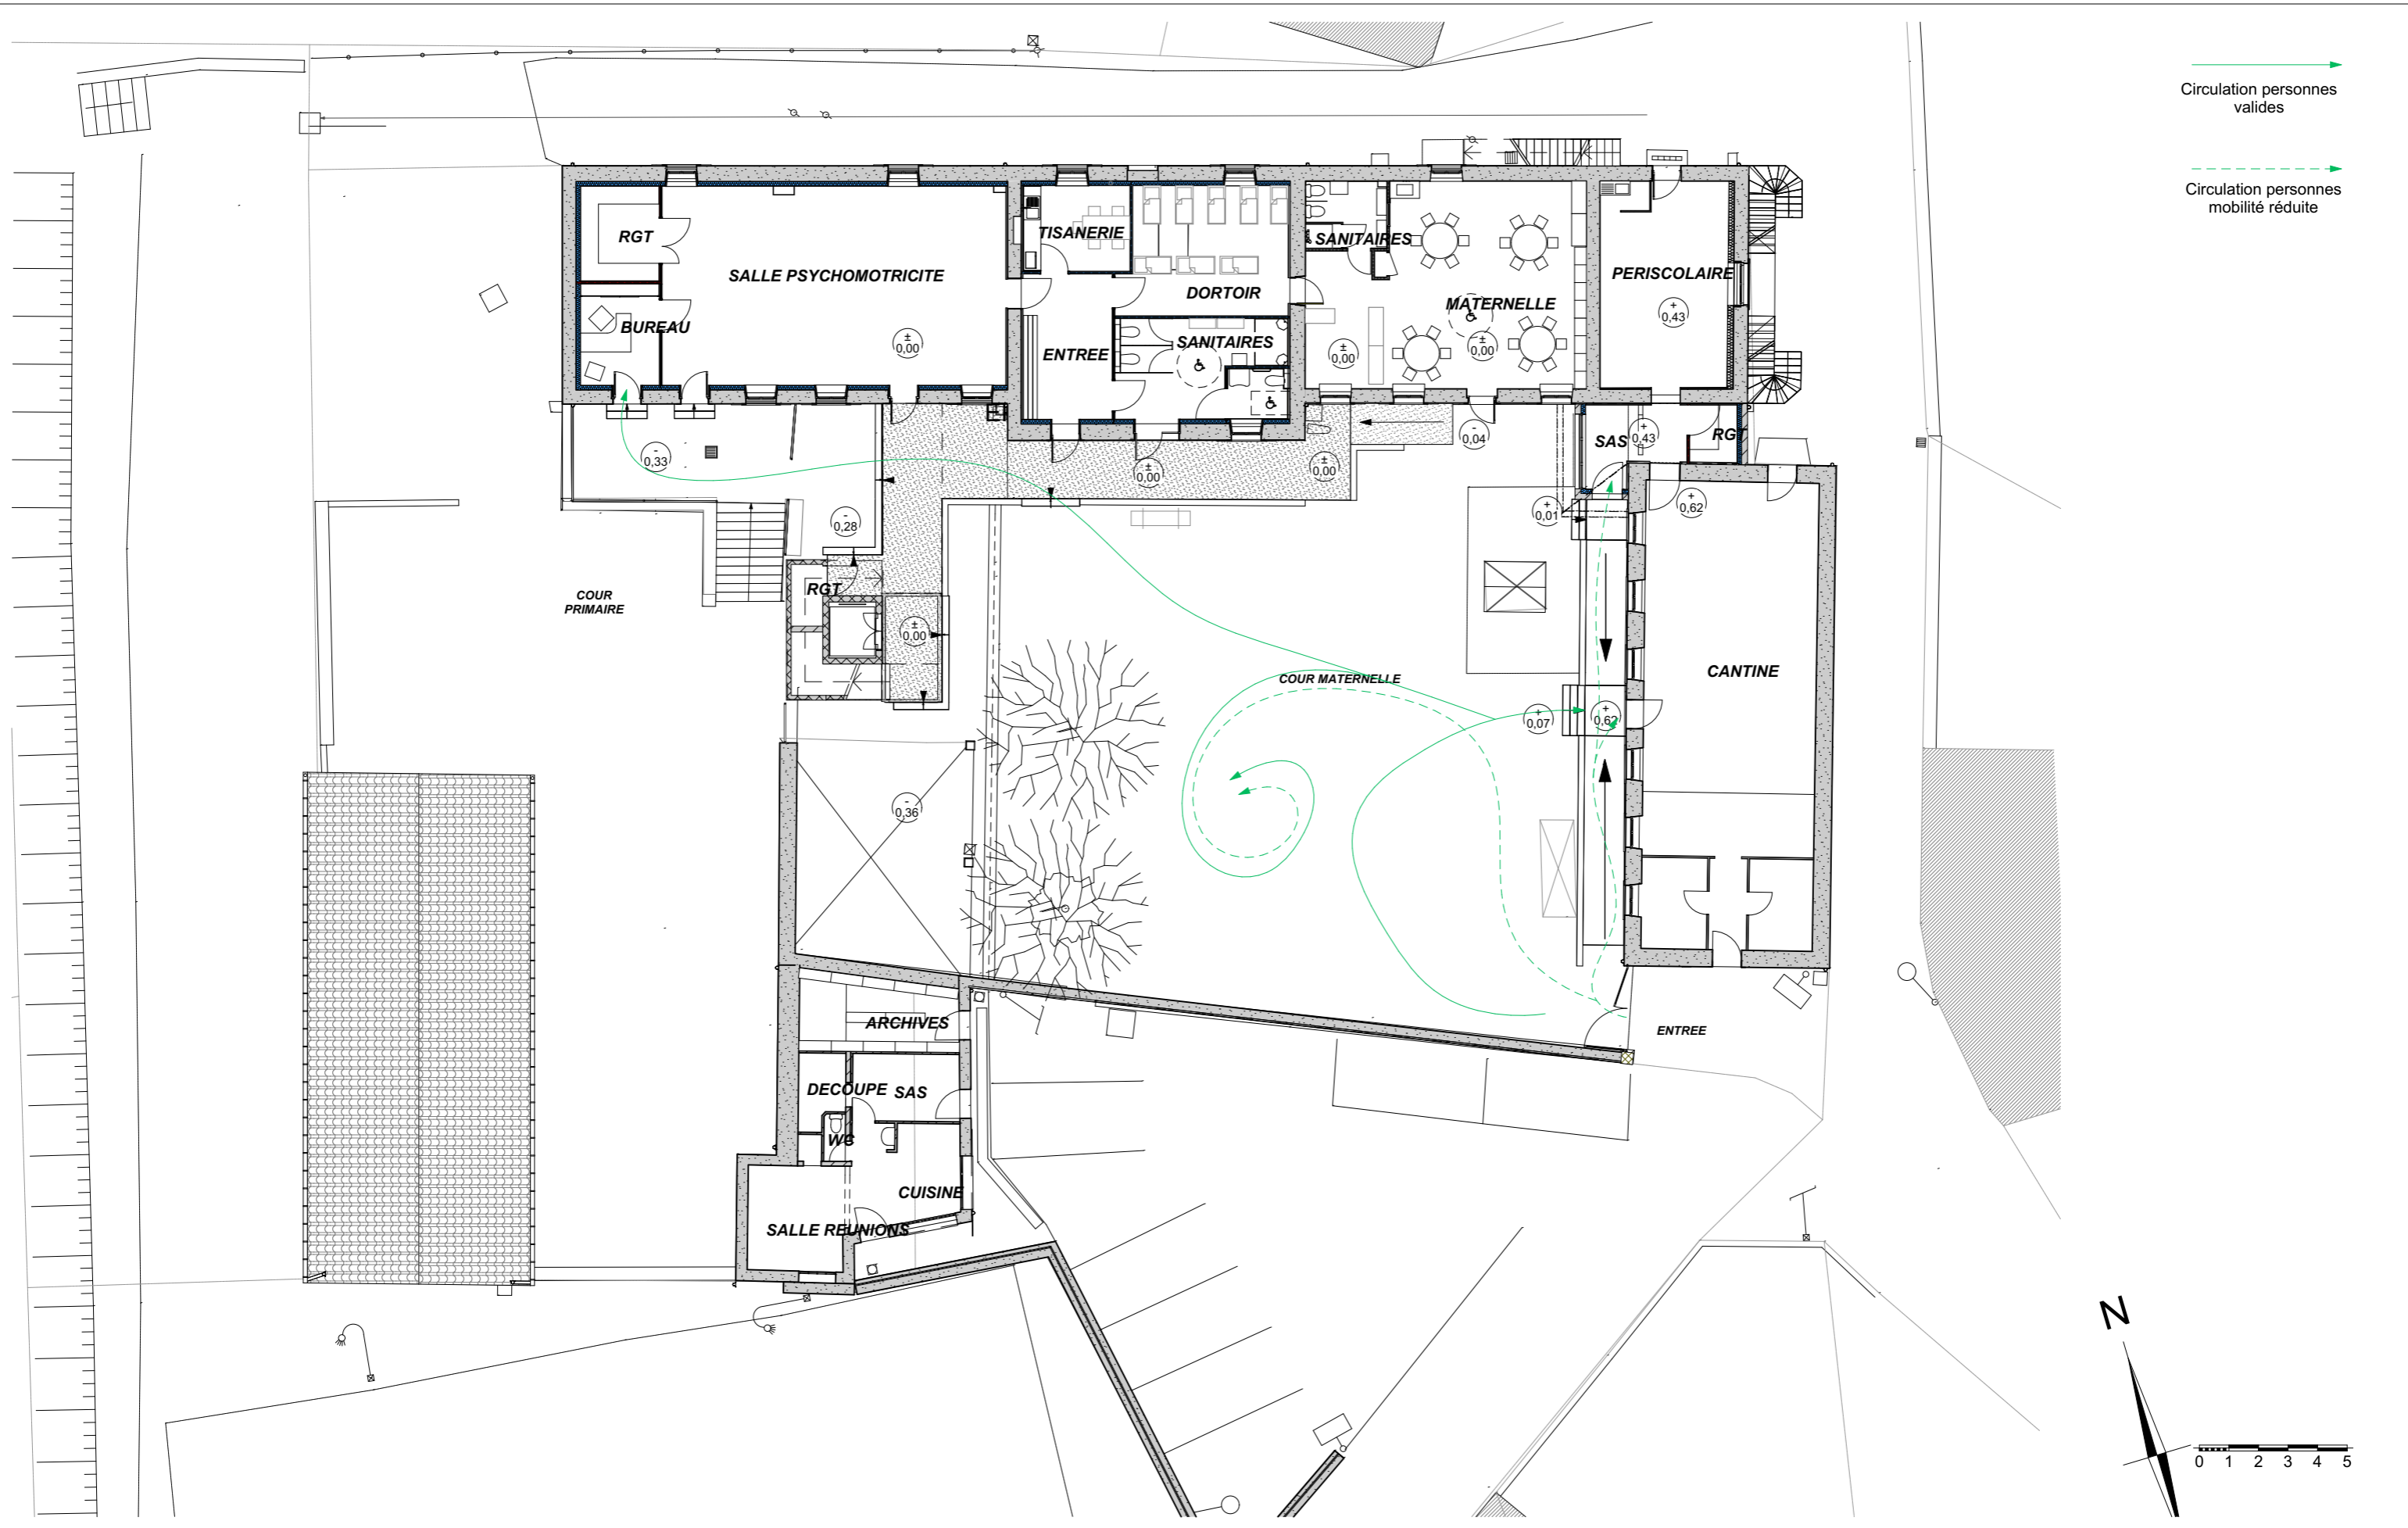 Circulation personnes
valides
Circulation personnes
mobilité réduite
RGT
TISANERIE
SANITAIRES
SALLE PSYCHOMOTRICITE
PERISCOLAIRE
DORTOIR
MATERNELLE
+
0,43
BUREAU
±
0,00
ENTREE
SANITAIRES
±
0,00
±
0,00
-
0,33
-
0,04
SAS
+
0,43
RGT
±
0,00
±
0,00
-
0,28
+
0,01
+
0,62
COUR
PRIMAIRE
RGT
±
0,00
COUR MATERNELLE
CANTINE
+
0,07
+
0,62
-
0,36
ARCHIVES
ENTREE
DECOUPE
SAS
WC
CUISINE
SALLE REUNIONS
N
0 1 2 3 4 5